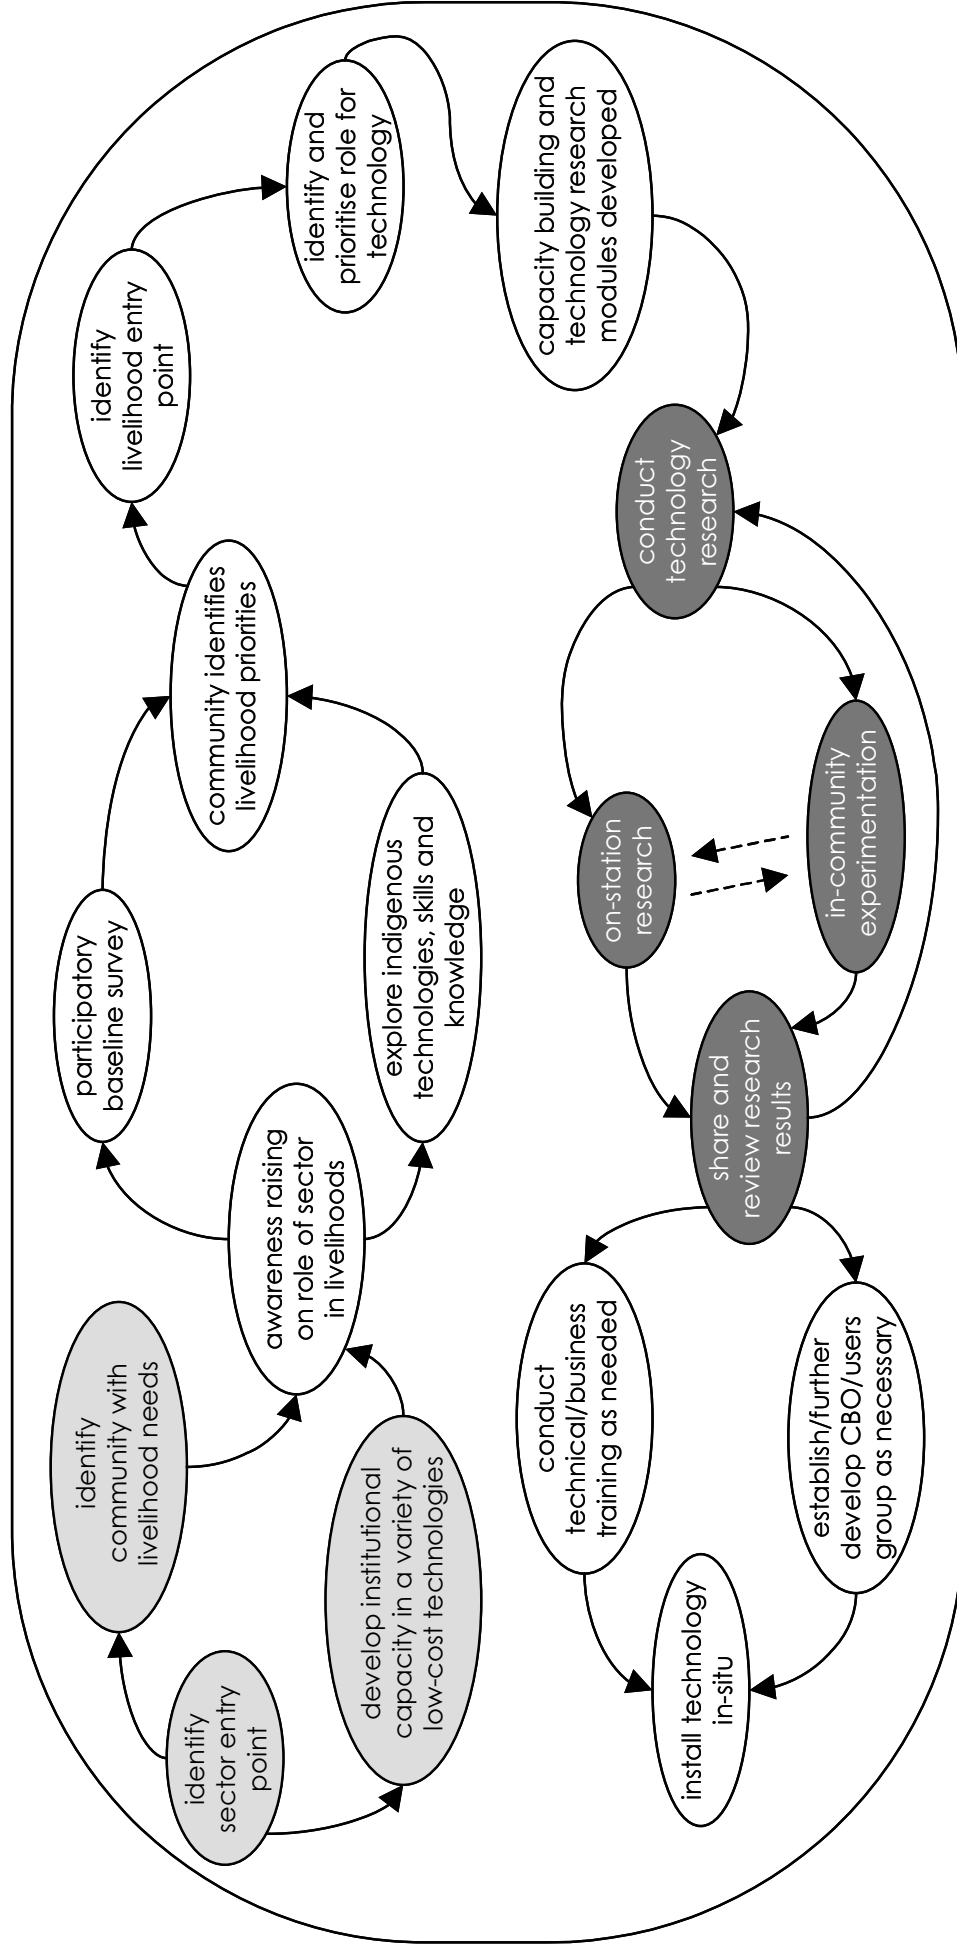 identify
sector entry
point
identify
community with
livelihood needs
develop institutional
capacity in a variety of
low-cost technologies
awareness raising
on role of sector
in livelihoods
participatory
baseline survey
explore indigenous
technologies, skills and
knowledge
community identifies
livelihood priorities
identify
livelihood entry
point
identify and
prioritise role for
technology
capacity building and
technology research
modules developed
conduct
technology
research
on-station
research
in-community
experimentation
share and
review research
results
conduct
technical/business
training as needed
establish/further
develop CBO/users
group as necessary
install technology
in-situ